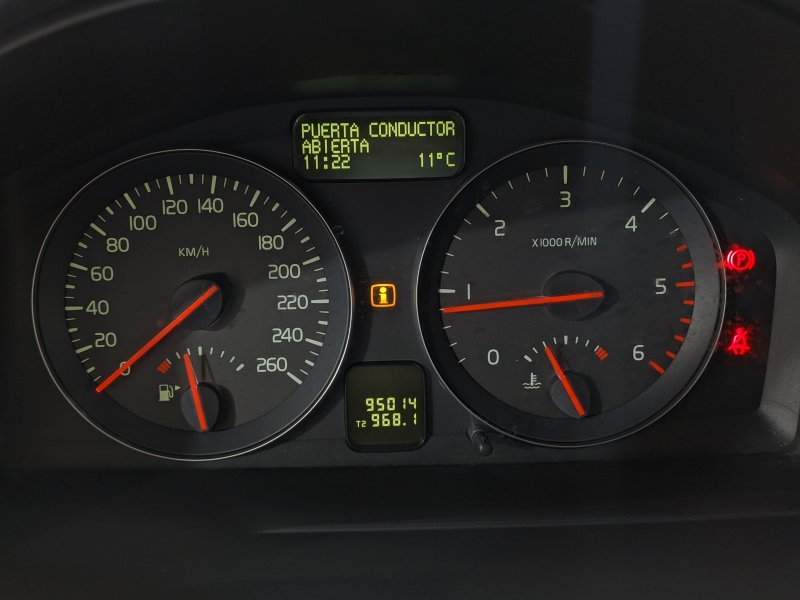 PUERTA CONDUCTOR
ABIERTA
11:22 11°C
0 20 40 60 80 100 120 140 160 180 200 220 240 260
KM/H
0 1 2 3 4 5 6
X1000 R/MIN
i
P
95014
T2 968.1